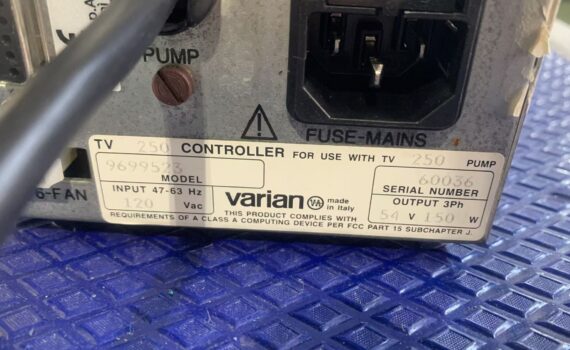 PUMP
FUSE-MAINS
TV 250 CONTROLLER FOR USE WITH TV 250 PUMP
9699523
MODEL
60036
SERIAL NUMBER
-FAN
INPUT 47-63 Hz
120 Vac
varian made in Italy
OUTPUT 3Ph
54 V 150 W
THIS PRODUCT COMPLIES WITH
REQUIREMENTS OF A CLASS A COMPUTING DEVICE PER FCC PART 15 SUBCHAPTER J.